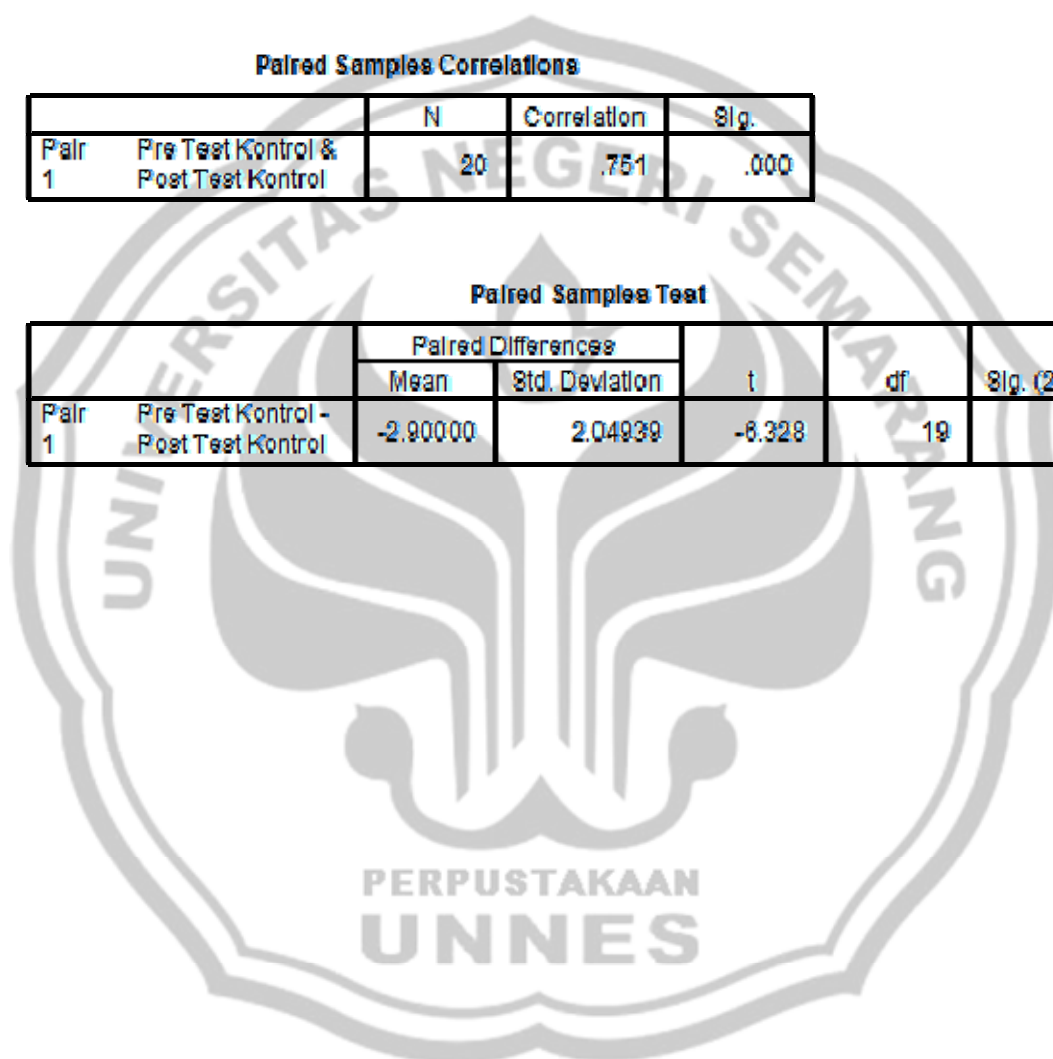 Paired Samples Correlations
N Correlation Sig.
Pair 1 Pre Test Kontrol & Post Test Kontrol 20 .751 .000
Paired Samples Test
Paired Differences
Mean Std. Deviation t df Sig. (2
Pair 1 Pre Test Kontrol - Post Test Kontrol -2.90000 2.04939 -6.328 19
UNIVERSITAS NEGERI SEMARANG
PERPUSTAKAAN
UNNES